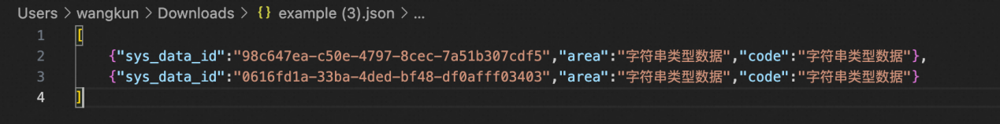 Users > wangkun > Downloads > {} example (3).json > ...
1 [
2 {"sys_data_id":"98c647ea-c50e-4797-8cec-7a51b307cdf5","area":"字符串类型数据","code":"字符串类型数据"},
3 {"sys_data_id":"0616fd1a-33ba-4ded-bf48-df0afff03403","area":"字符串类型数据","code":"字符串类型数据"}
4 ]